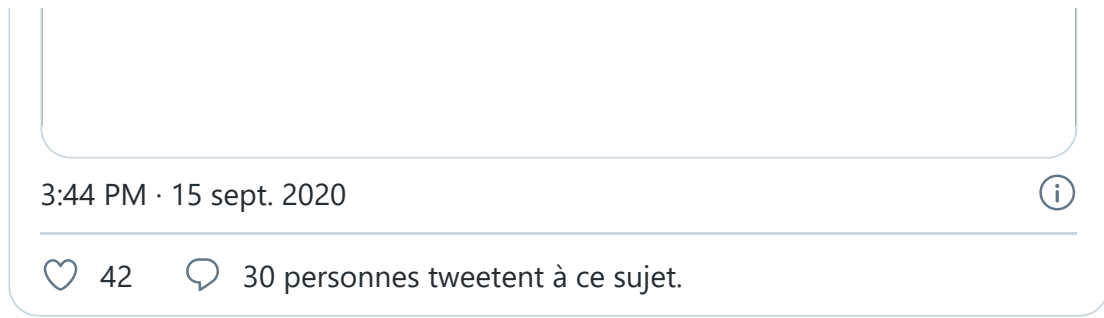 3:44 PM · 15 sept. 2020
42 30 personnes tweetent à ce sujet.